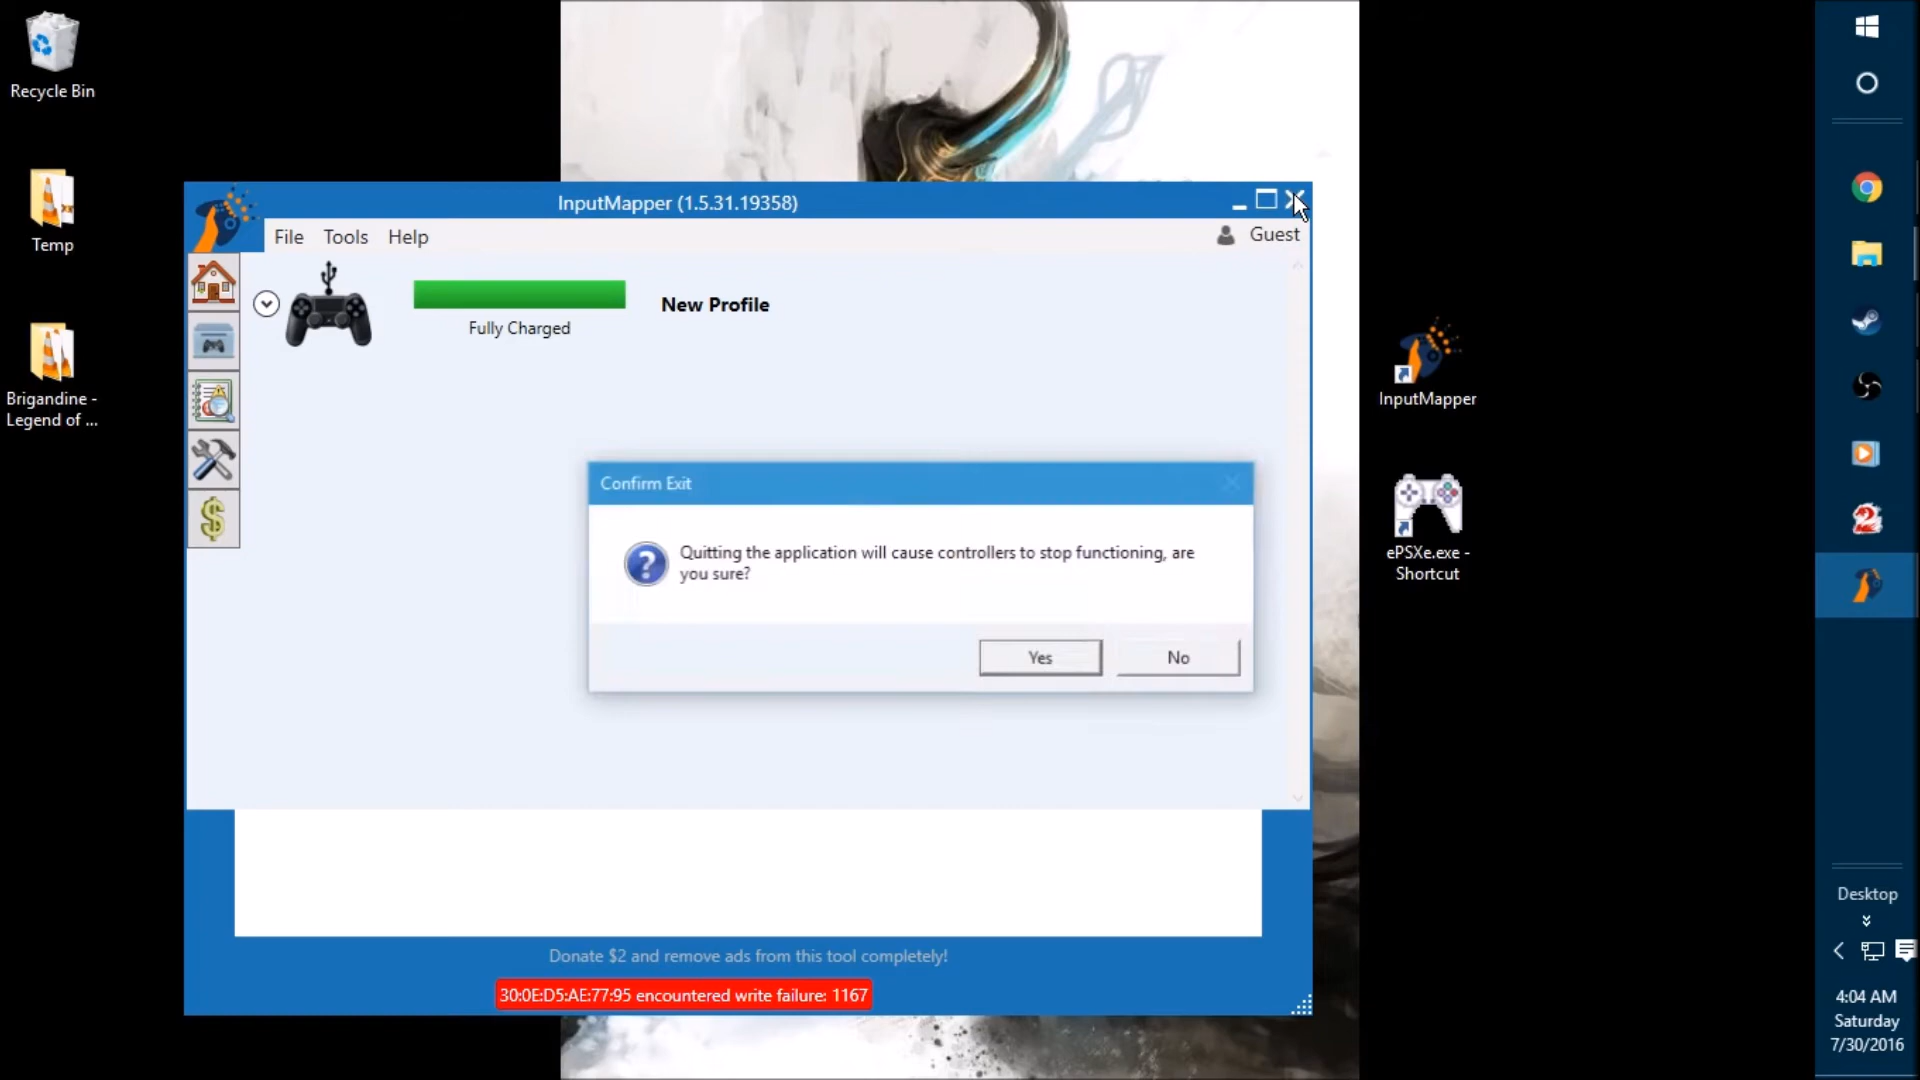 Recycle Bin
Temp
Brigandine -
Legend of ...
InputMapper (1.5.31.19358)
File Tools Help
Guest
Fully Charged
New Profile
Confirm Exit
Quitting the application will cause controllers to stop functioning, are
you sure?
Yes No
Donate $2 and remove ads from this tool completely!
30:0E:D5:AE:77:95 encountered write failure: 1167
InputMapper
ePSXe.exe -
Shortcut
Desktop
4:04 AM
Saturday
7/30/2016